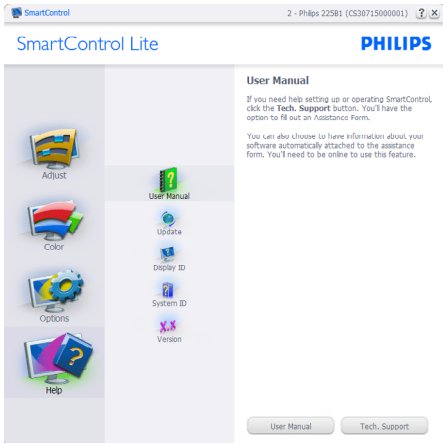 SmartControl
2 - Philips 225B1 (CS30715000001)
? X
SmartControl Lite
PHILIPS
Adjust
Color
Options
Help
User Manual
Update
Display ID
System ID
X.X
Version
User Manual
If you need help setting up or operating SmartControl,
click the Tech. Support button. You'll have the
option to fill out an Assistance Form.
You can also choose to have information about your
software automatically attached to the assistance
form. You'll need to be online to use this feature.
User Manual
Tech. Support